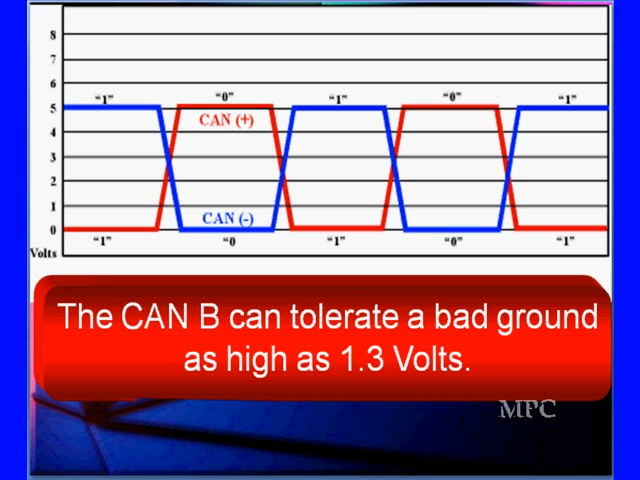 8
7
6
5
4
3
2
1
0
Volts
"1" "0" "1" "0" "1"
CAN (+)
CAN (-)
"1" "0 "1" "0" "1"
The CAN B can tolerate a bad ground
as high as 1.3 Volts.
MPC